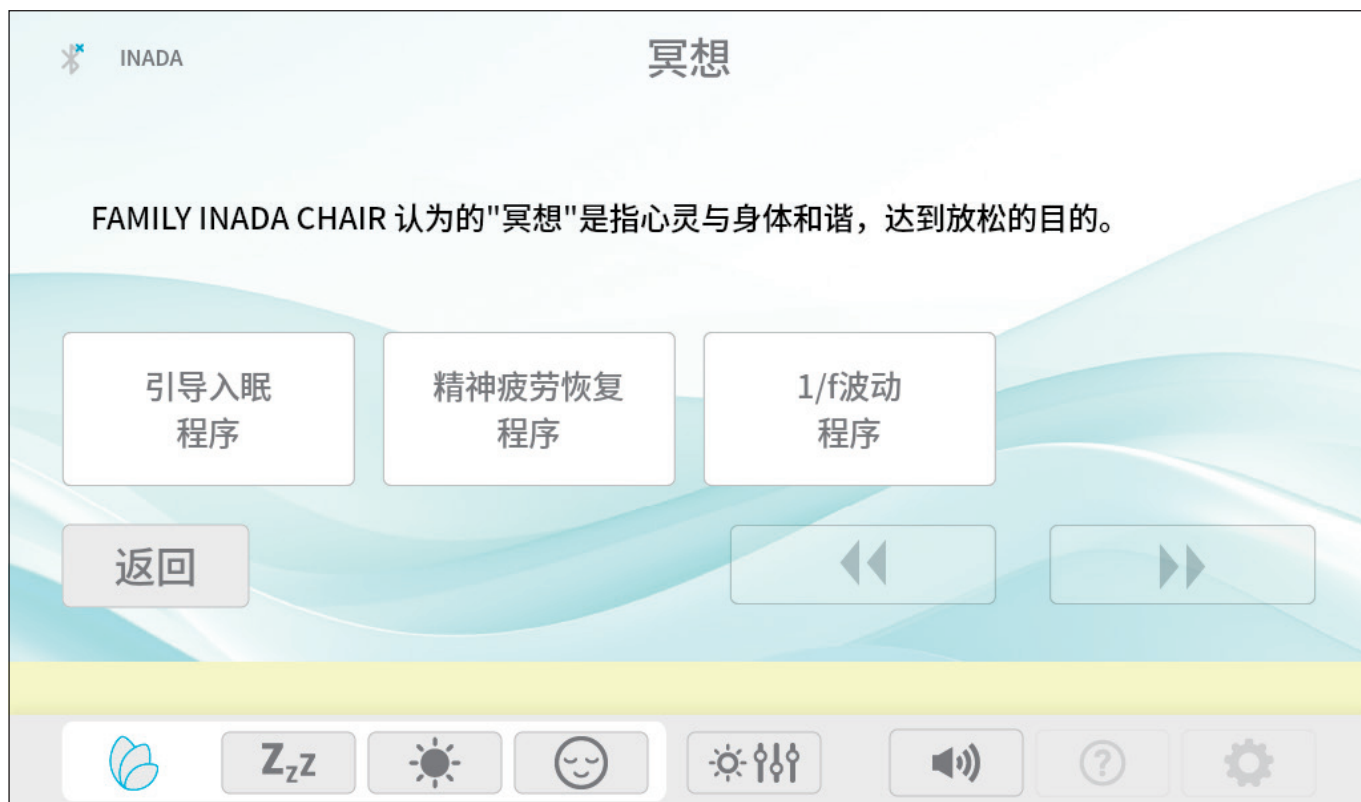 INADA
冥想
FAMILY INADA CHAIR 认为的"冥想"是指心灵与身体和谐，达到放松的目的。
引导入眠
程序
精神疲劳恢复
程序
1/f波动
程序
返回
ZzZ
?